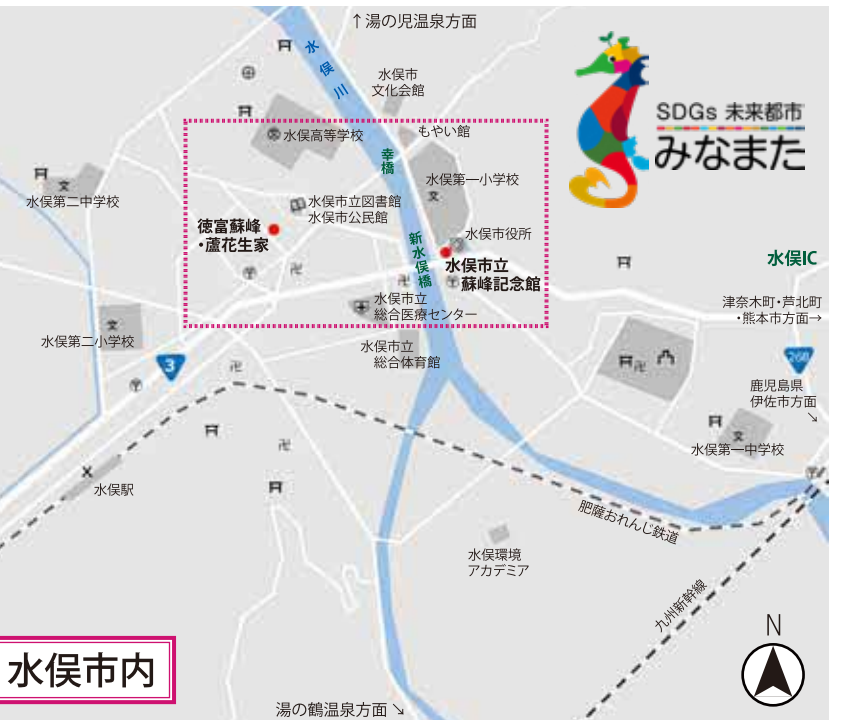 ↑湯の児温泉方面
水俣川
水俣市
文化会館
SDGs 未来都市
みなまた
水俣高等学校
もやい館
幸橋
水俣第一小学校
水俣第二中学校
水俣市立図書館
水俣市公民館
徳富蘇峰
・蘆花生家
水俣市役所
新水俣橋
水俣市立
蘇峰記念館
水俣IC
水俣市立
総合医療センター
津奈木町・芦北町
・熊本市方面→
水俣第二小学校
水俣市立
総合体育館
3
268
鹿児島県
伊佐市方面
↘
水俣第一中学校
水俣駅
肥薩おれんじ鉄道
水俣環境
アカデミア
九州新幹線
N
水俣市内
湯の鶴温泉方面↘